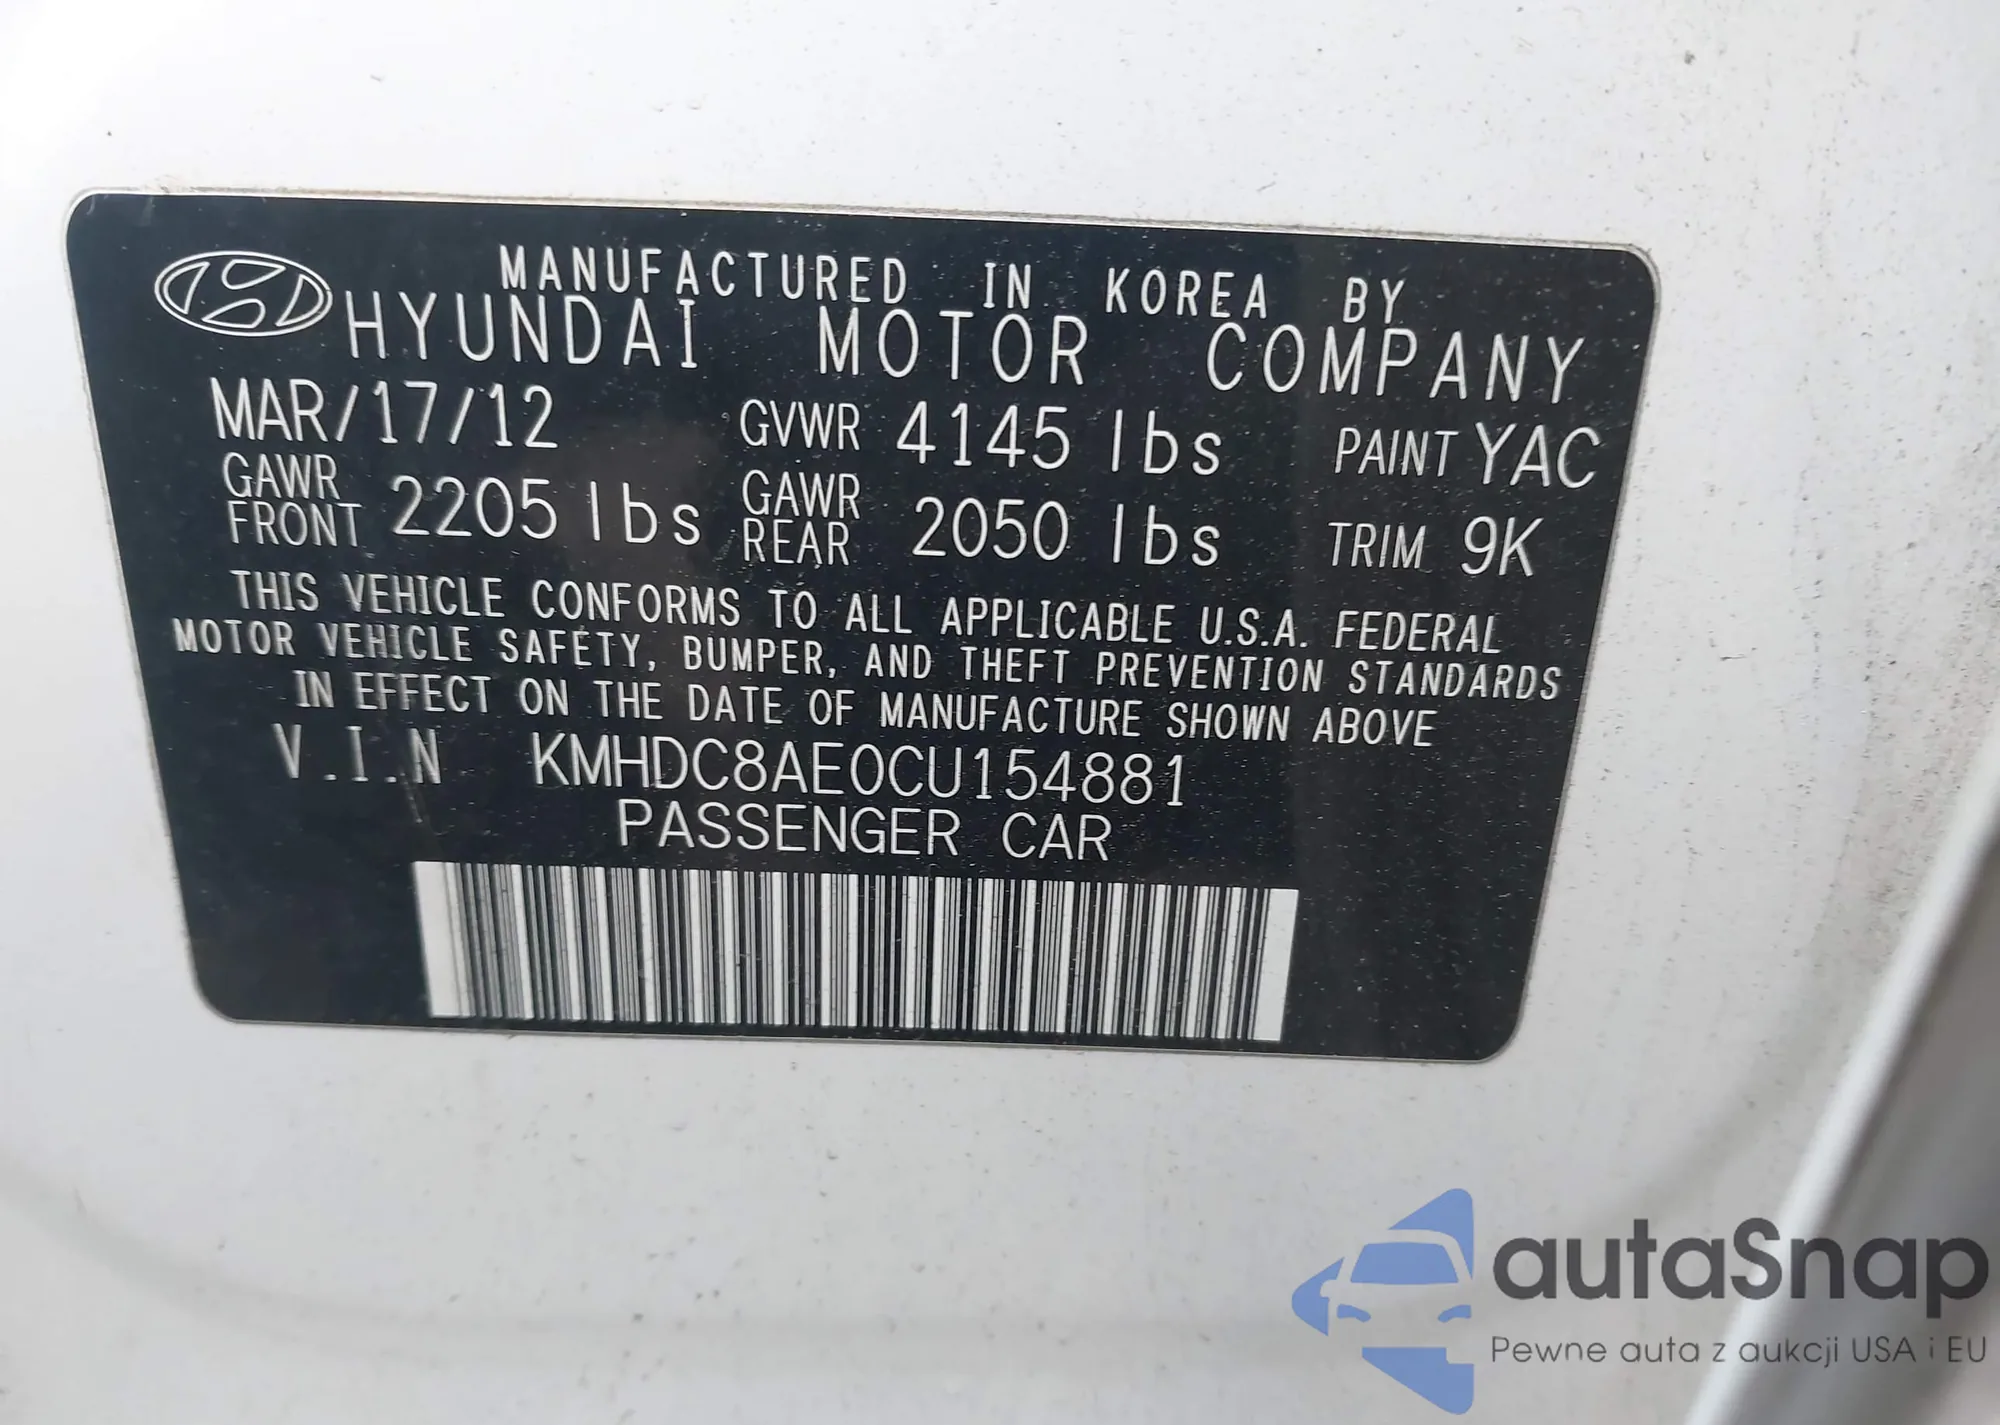 MANUFACTURED IN KOREA BY
HYUNDAI MOTOR COMPANY
MAR/17/12 GVWR 4145 lbs PAINT YAC
GAWR FRONT 2205 lbs GAWR REAR 2050 lbs TRIM 9K
THIS VEHICLE CONFORMS TO ALL APPLICABLE U.S.A. FEDERAL
MOTOR VEHICLE SAFETY, BUMPER, AND THEFT PREVENTION STANDARDS
IN EFFECT ON THE DATE OF MANUFACTURE SHOWN ABOVE
V.I.N KMHDC8AE0CU154881
PASSENGER CAR
autaSnap
Pewne auta z aukcji USA i EU